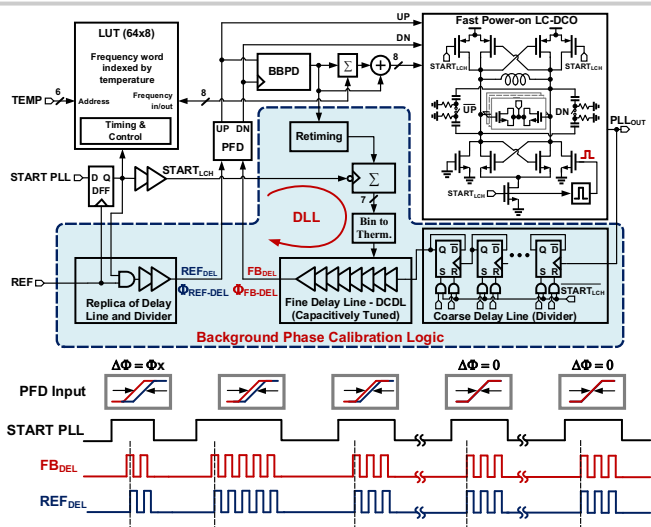 LUT (64x8)
Frequency word
indexed by
temperature
TEMP
6
Address
Frequency
in/out
8
Timing &
Control
START PLL
D Q
DFF
START_LCH
UP
DN
BBPD
Σ
+
8
UP DN
PFD
Retiming
Σ
7
Bin to
Therm.
DLL
Fast Power-on LC-DCO
START_LCH
START_LCH
UP
DN
PLL_OUT
START_LCH
REF
Replica of Delay
Line and Divider
REF_DEL
Φ_REF-DEL
FB_DEL
Φ_FB-DEL
Fine Delay Line - DCDL
(Capacitively Tuned)
Q D
S R
Q D
S R
Q D
S R
START_LCH
Coarse Delay Line (Divider)
Background Phase Calibration Logic
ΔΦ = Φx
ΔΦ = 0
ΔΦ = 0
PFD Input
START PLL
FB_DEL
REF_DEL